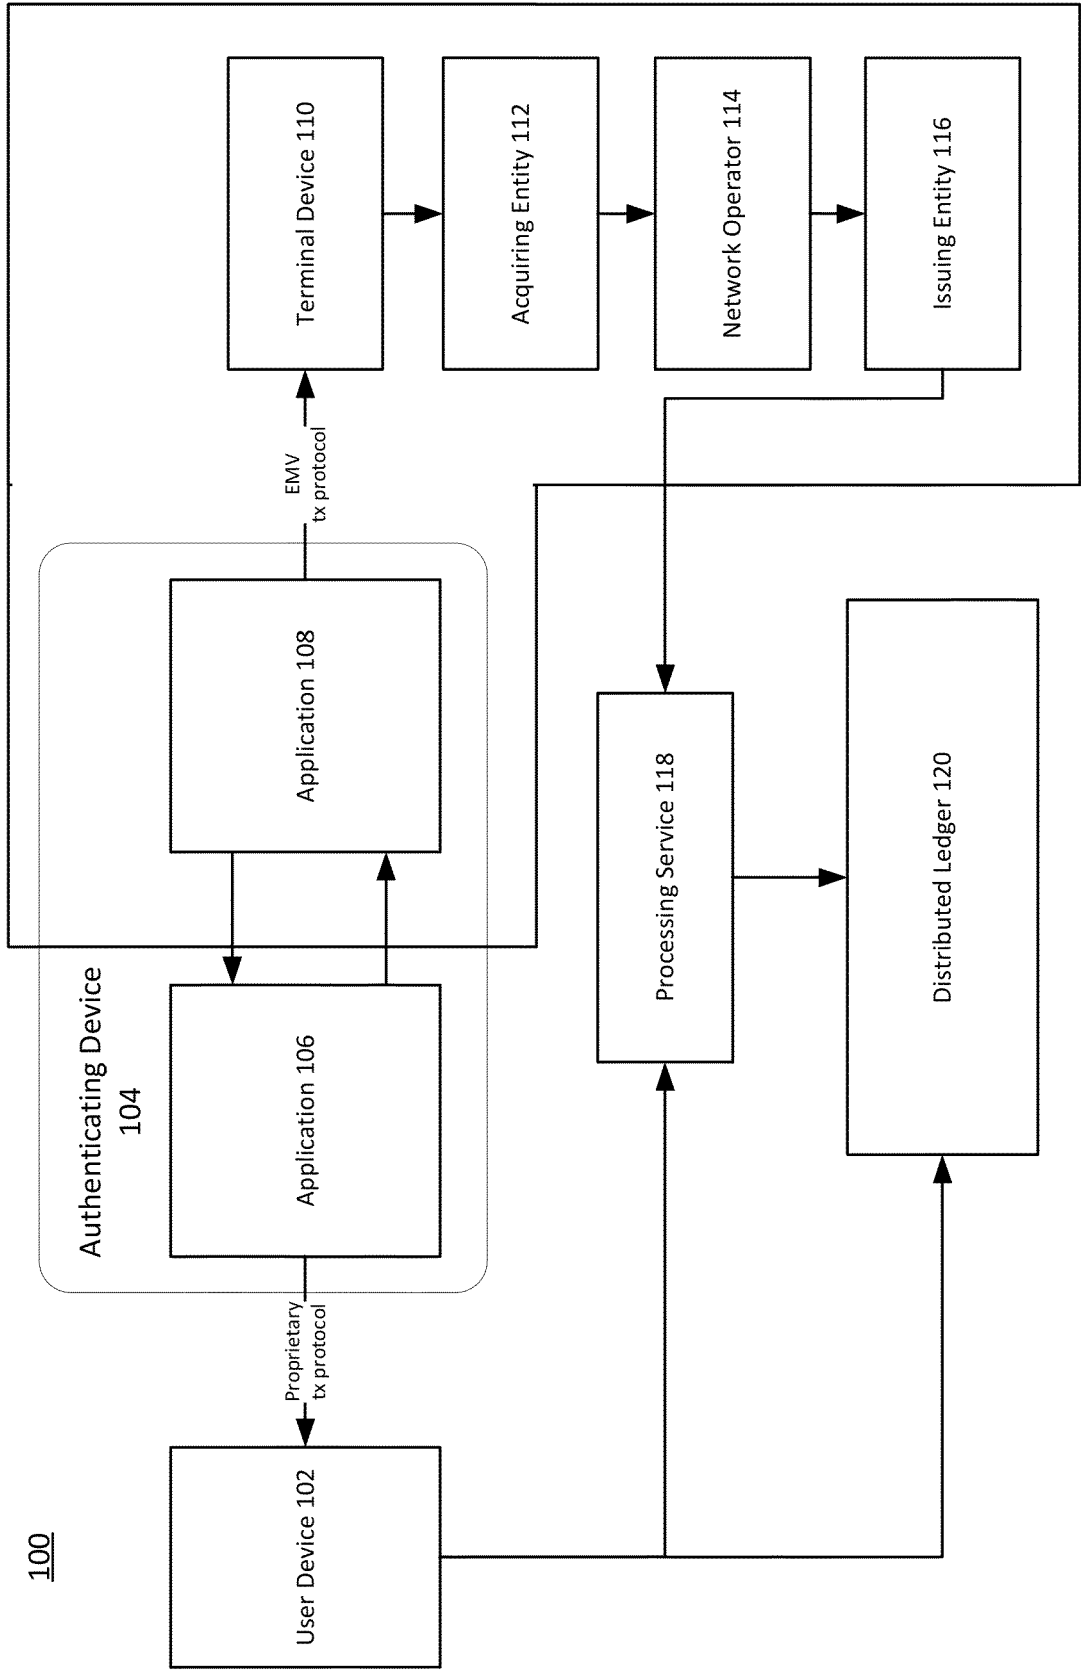 100
Authenticating Device
104
User Device 102
Proprietary
tx protocol
Application 106
Application 108
EMV
tx protocol
Terminal Device 110
Acquiring Entity 112
Network Operator 114
Issuing Entity 116
Processing Service 118
Distributed Ledger 120